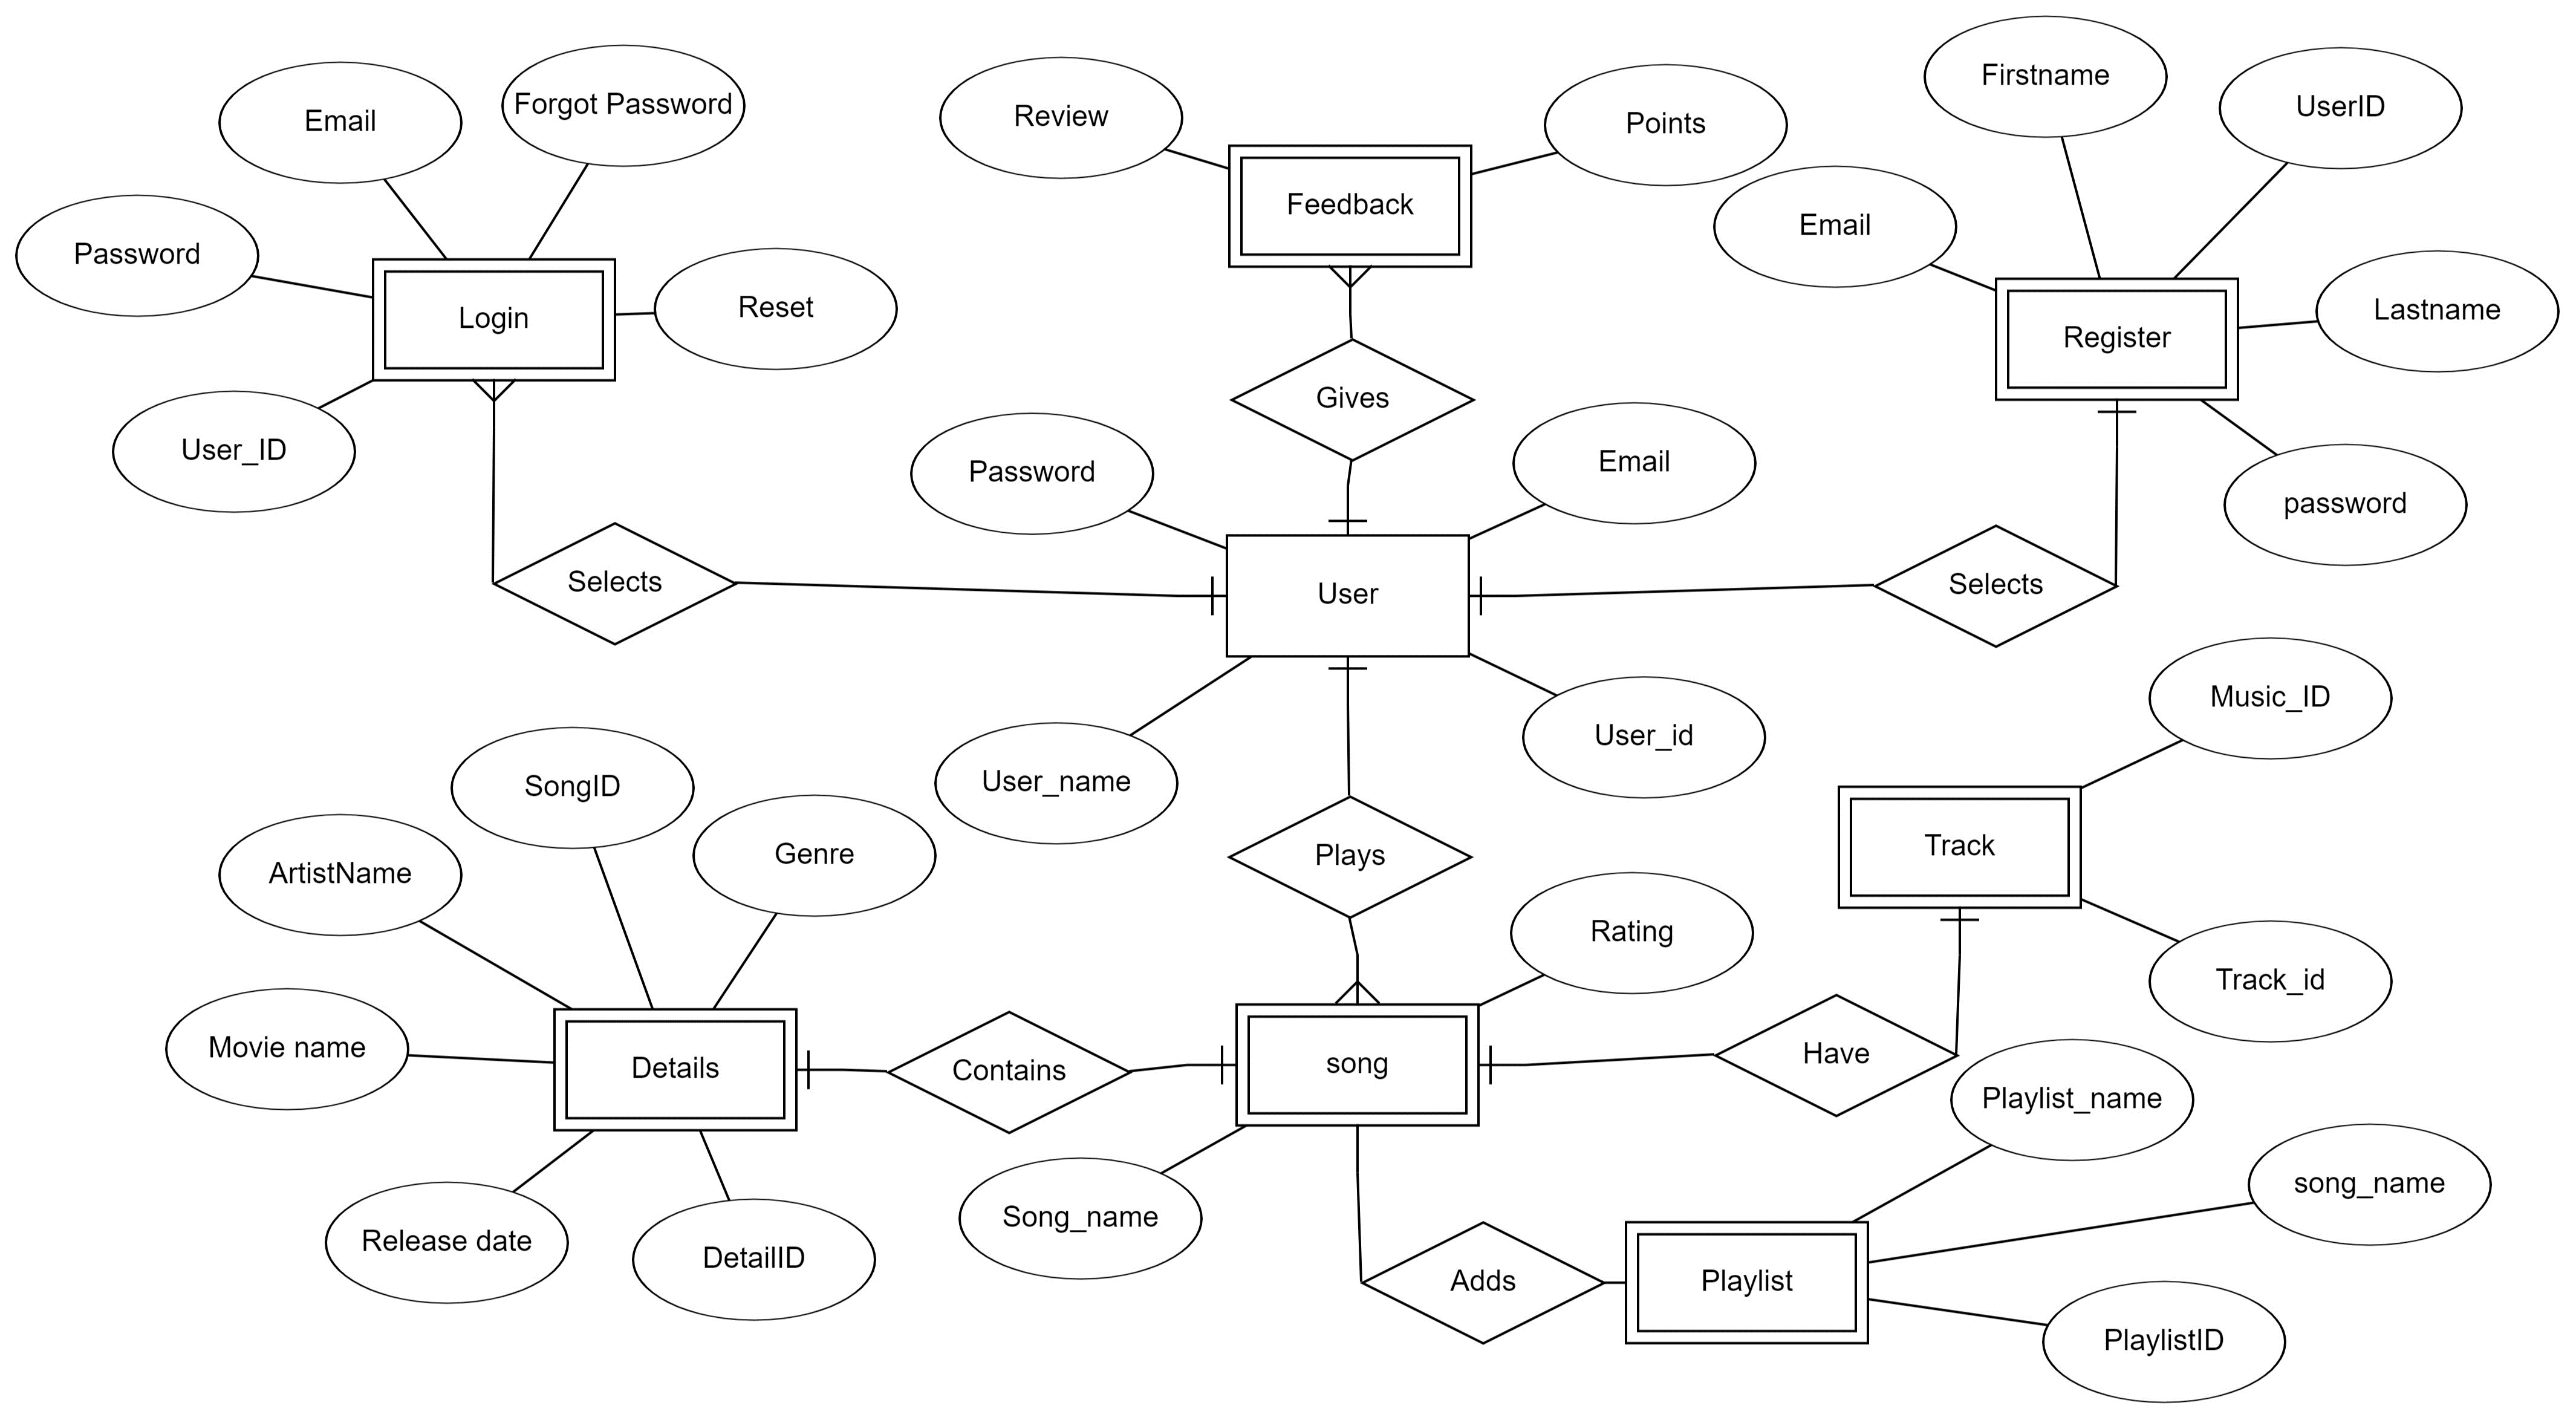 Firstname
Forgot Password
UserID
Email
Review
Points
Feedback
Email
Password
Reset
Lastname
Login
Register
Gives
User_ID
Password
Email
password
Selects
User
Selects
Music_ID
User_id
User_name
SongID
Track
Genre
Plays
ArtistName
Rating
Track_id
Movie name
Details
Contains
song
Have
Playlist_name
song_name
Song_name
Release date
DetailID
Adds
Playlist
PlaylistID